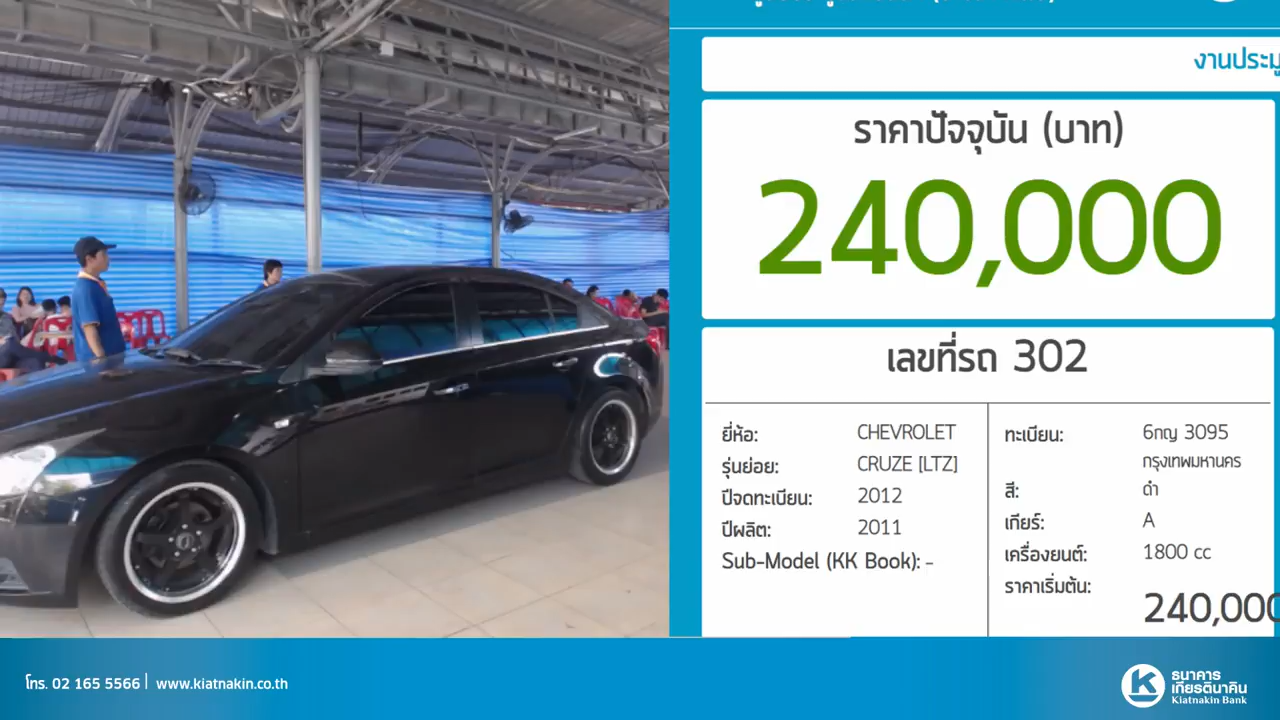 งานประมู
ราคาปัจจุบัน (บาท)
240,000
เลขที่รถ 302
ยี่ห้อ: CHEVROLET
รุ่นย่อย: CRUZE [LTZ]
ปีจดทะเบียน: 2012
ปีผลิต: 2011
Sub-Model (KK Book): -
ทะเบียน: 6กญ 3095
กรุงเทพมหานคร
สี: ดำ
เกียร์: A
เครื่องยนต์: 1800 cc
ราคาเริ่มต้น: 240,000
โทร. 02 165 5566 | www.kiatnakin.co.th
ธนาคาร
เกียรตินาคิน
Kiatnakin Bank